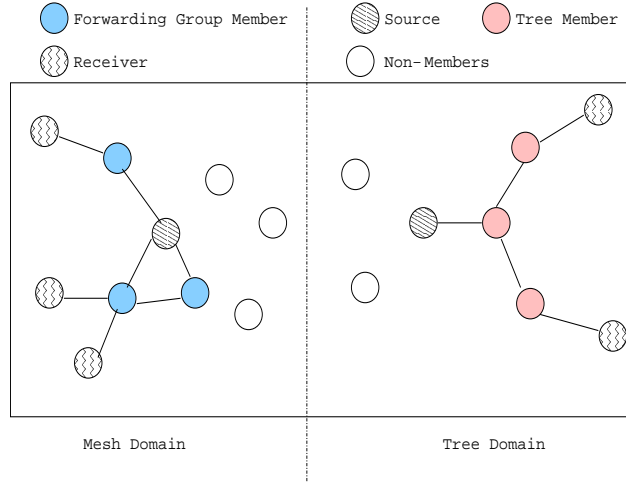 Forwarding Group Member
Source
Tree Member
Receiver
Non-Members
Mesh Domain
Tree Domain